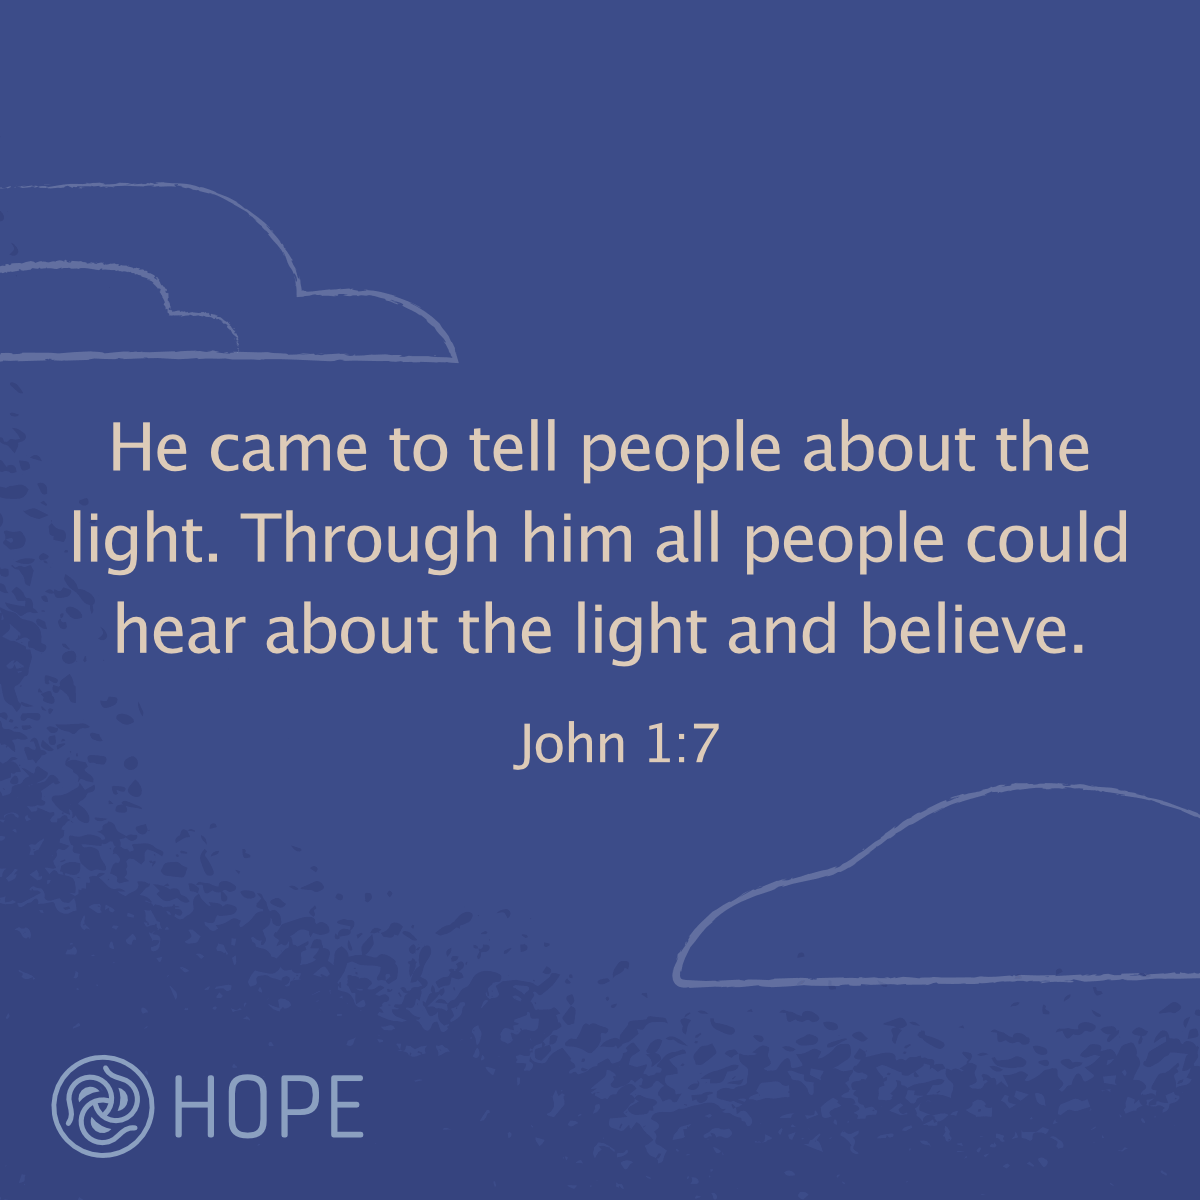 He came to tell people about the
light. Through him all people could
hear about the light and believe.
John 1:7
HOPE